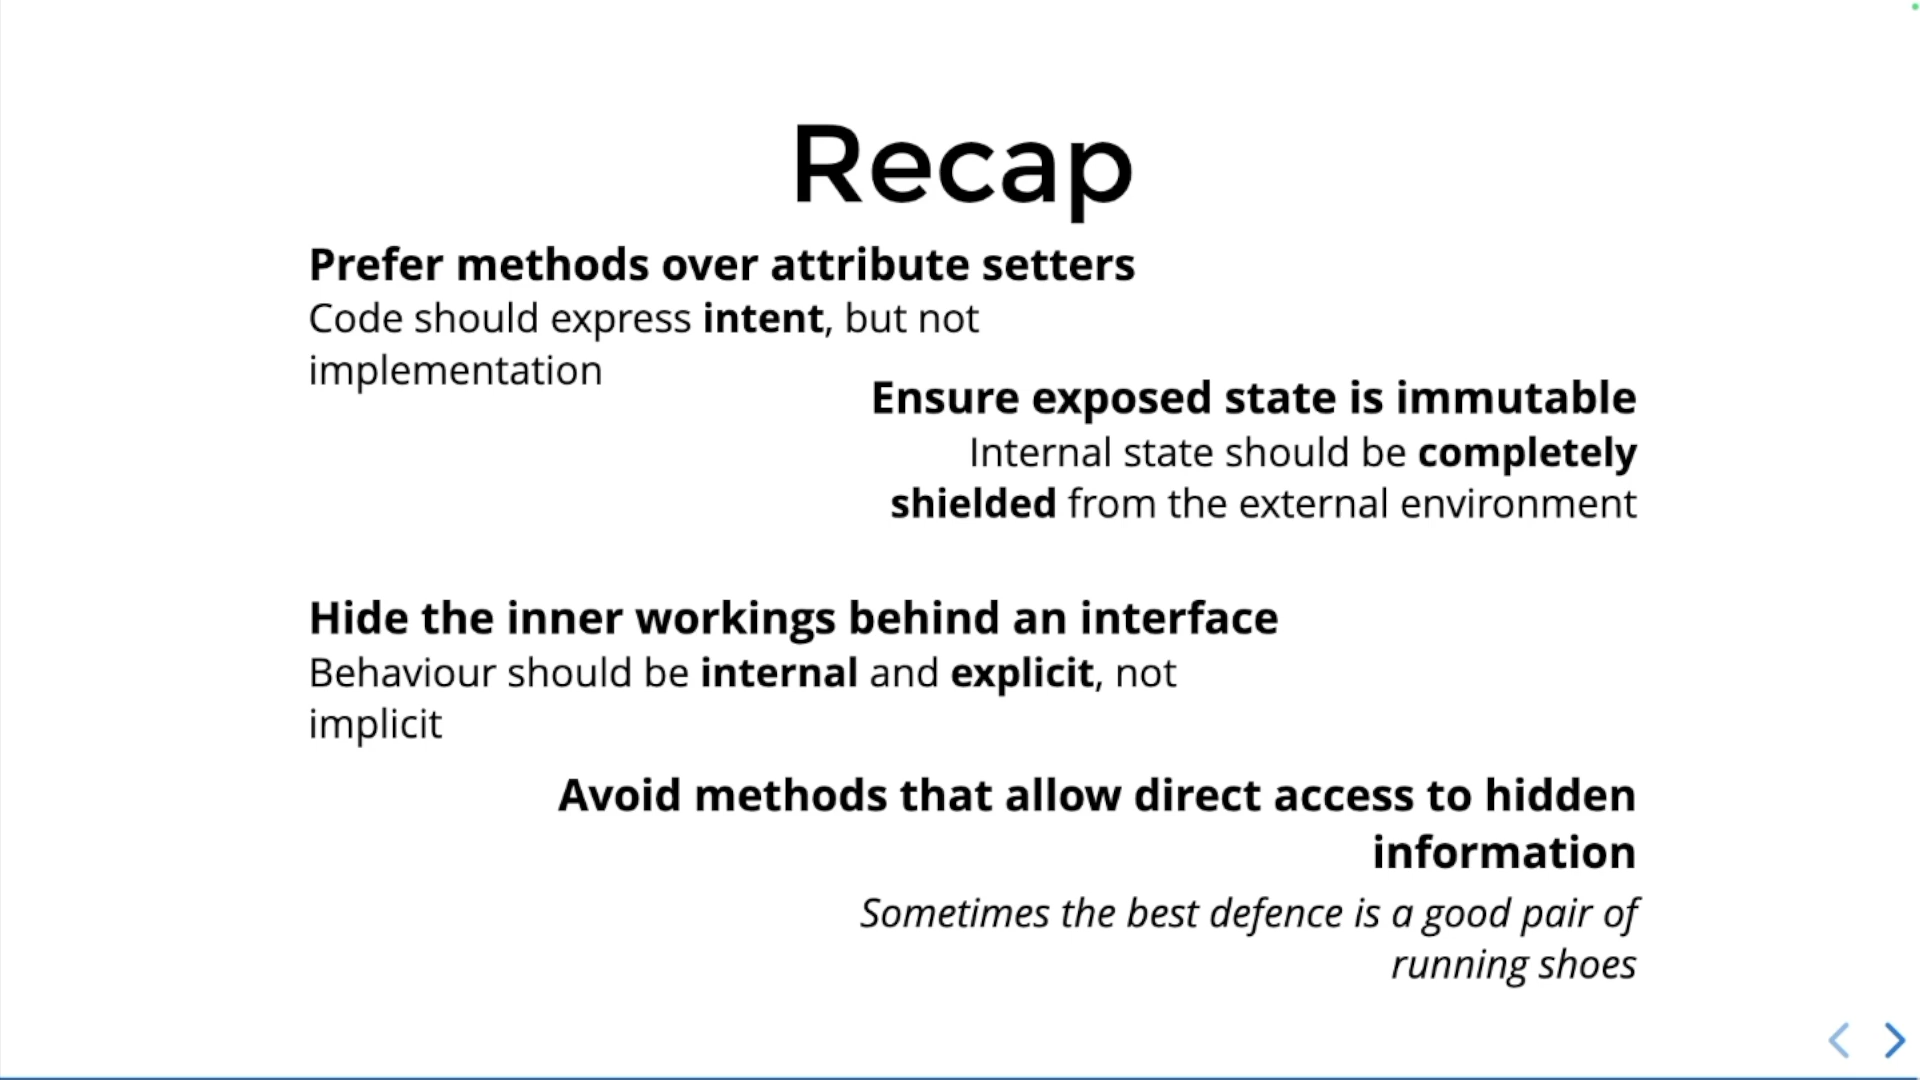 Recap
Prefer methods over attribute setters
Code should express intent, but not
implementation
Ensure exposed state is immutable
Internal state should be completely
shielded from the external environment
Hide the inner workings behind an interface
Behaviour should be internal and explicit, not
implicit
Avoid methods that allow direct access to hidden
information
Sometimes the best defence is a good pair of
running shoes